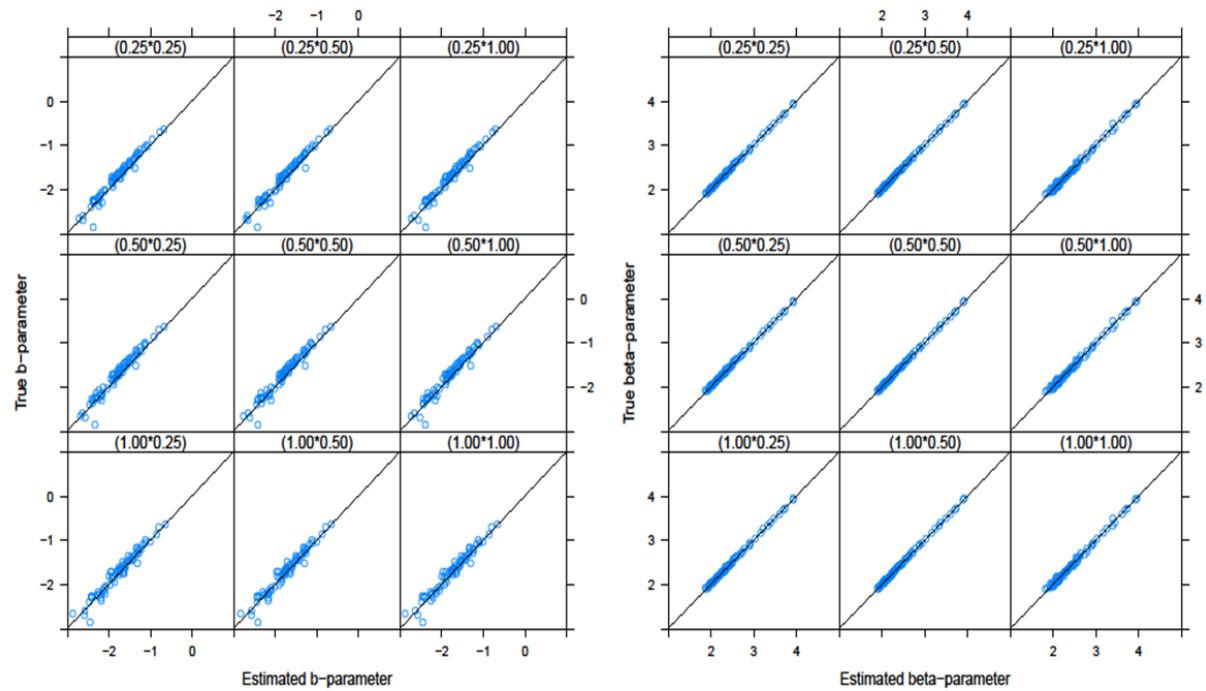 −2 −1 0
2 3 4
(0.25*0.25) (0.25*0.50) (0.25*1.00)
(0.25*0.25) (0.25*0.50) (0.25*1.00)
0
−1
−2
4
3
2
(0.50*0.25) (0.50*0.50) (0.50*1.00)
(0.50*0.25) (0.50*0.50) (0.50*1.00)
0
−1
−2
4
3
2
True b−parameter
True beta−parameter
(1.00*0.25) (1.00*0.50) (1.00*1.00)
(1.00*0.25) (1.00*0.50) (1.00*1.00)
0
−1
−2
4
3
2
−2 −1 0
−2 −1 0
2 3 4
2 3 4
Estimated b−parameter
Estimated beta−parameter